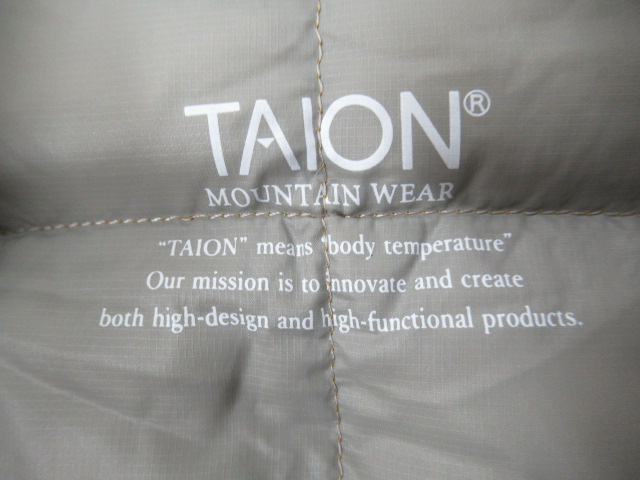 TAION®
MOUNTAIN WEAR
“TAION” means “body temperature”
Our mission is to innovate and create
both high-design and high-functional products.